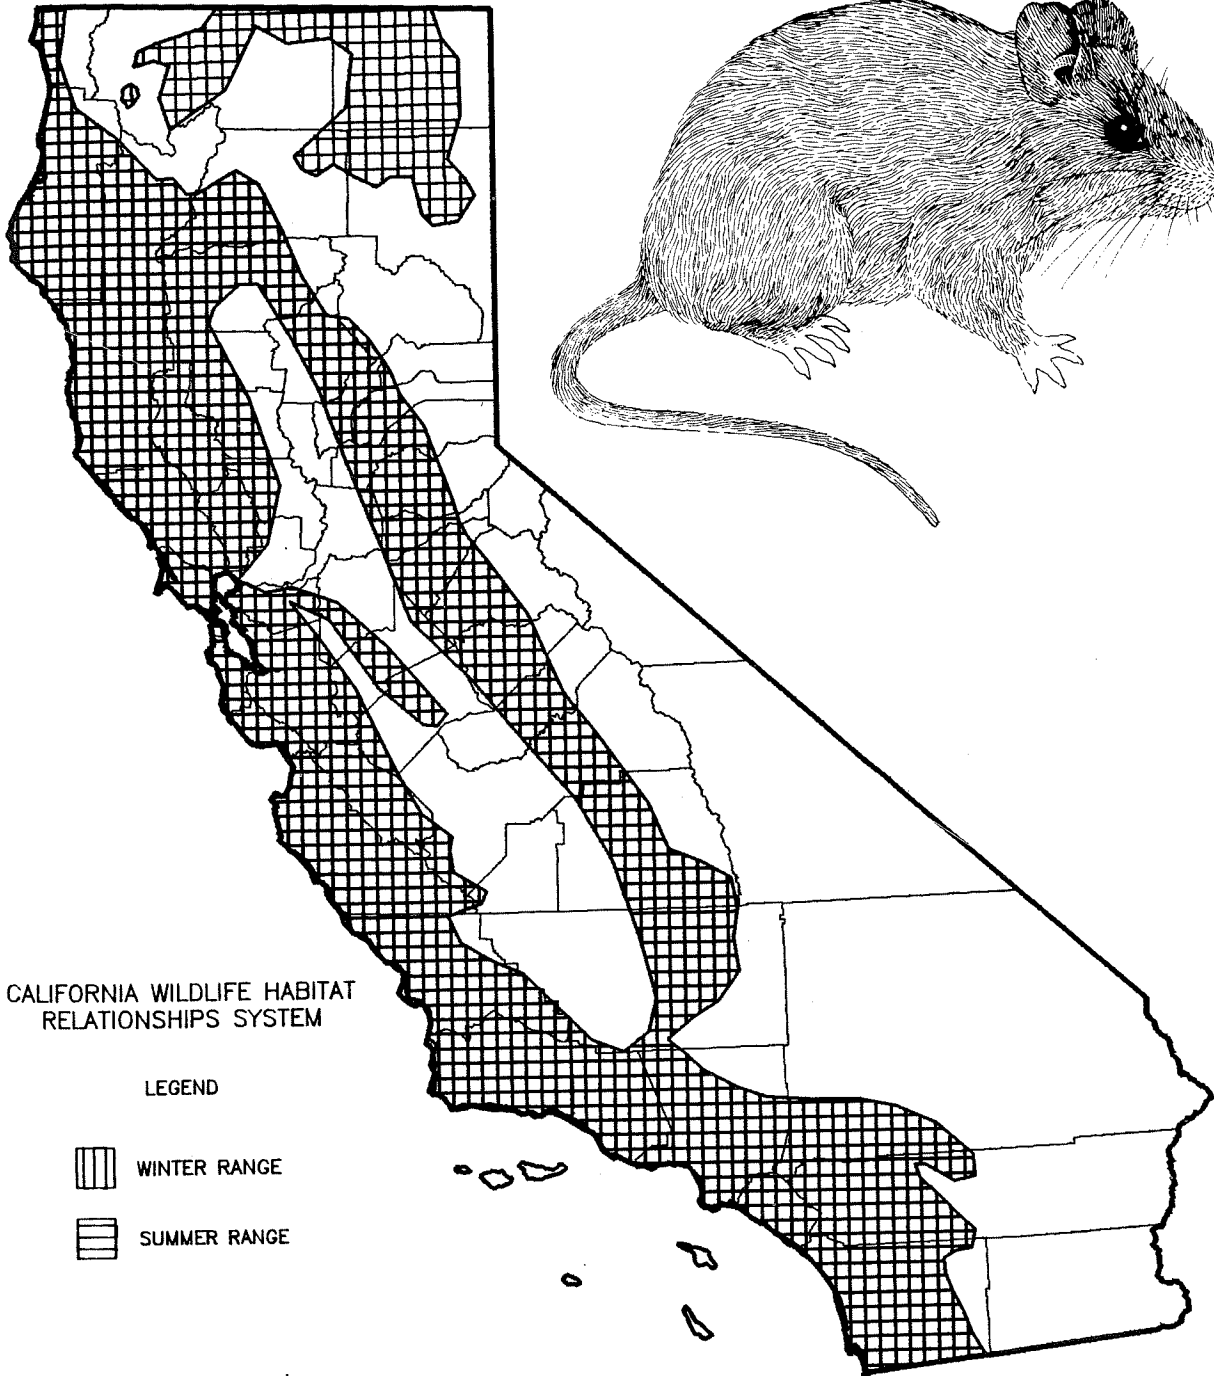 CALIFORNIA WILDLIFE HABITAT
RELATIONSHIPS SYSTEM
LEGEND
WINTER RANGE
SUMMER RANGE